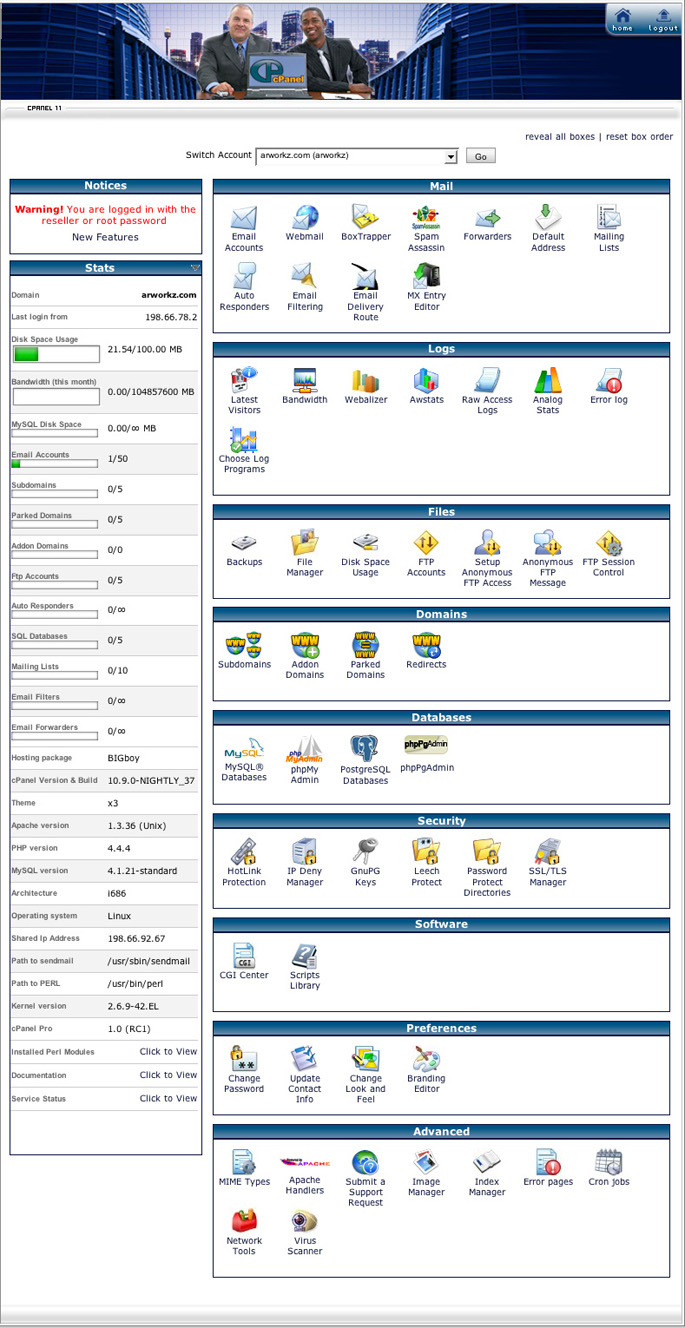 home logout
cPanel
CPANEL 11
reveal all boxes | reset box order
Switch Account arworkz.com (arworkz) Go
Notices
Warning! You are logged in with the
reseller or root password
New Features
Stats
Domain arworkz.com
Last login from 198.66.78.2
Disk Space Usage
21.54/100.00 MB
Bandwidth (this month)
0.00/104857600 MB
MySQL Disk Space
0.00/∞ MB
Email Accounts
1/50
Subdomains
0/5
Parked Domains
0/5
Addon Domains
0/0
Ftp Accounts
0/5
Auto Responders
0/∞
SQL Databases
0/5
Mailing Lists
0/10
Email Filters
0/∞
Email Forwarders
0/∞
Hosting package BIGboy
cPanel Version & Build 10.9.0-NIGHTLY_37
Theme x3
Apache version 1.3.36 (Unix)
PHP version 4.4.4
MySQL version 4.1.21-standard
Architecture i686
Operating system Linux
Shared Ip Address 198.66.92.67
Path to sendmail /usr/sbin/sendmail
Path to PERL /usr/bin/perl
Kernel version 2.6.9-42.EL
cPanel Pro 1.0 (RC1)
Installed Perl Modules Click to View
Documentation Click to View
Service Status Click to View
Mail
SpamAssassin
Email Webmail BoxTrapper Spam Forwarders Default Mailing
Accounts Assassin Address Lists
Auto Email Email MX Entry
Responders Filtering Delivery Editor
Route
Logs
Latest Bandwidth Webalizer Awstats Raw Access Analog Error log
Visitors Logs Stats
Choose Log
Programs
Files
Backups File Disk Space FTP Setup Anonymous FTP Session
Manager Usage Accounts Anonymous FTP Control
FTP Access Message
Domains
WWW WWW WWW WWW
Subdomains Addon Parked Redirects
Domains Domains
Databases
MySQL php MyAdmin phpPgAdmin
MySQL® phpMy PostgreSQL phpPgAdmin
Databases Admin Databases
Security
HotLink IP Deny GnuPG Leech Password SSL/TLS
Protection Manager Keys Protect Protect Manager
Directories
Software
CGI
CGI Center Scripts
Library
Preferences
**
Change Update Change Branding
Password Contact Look and Editor
Info Feel
Advanced
Powered by APACHE
MIME Types Apache Submit a Image Index Error pages Cron jobs
Handlers Support Manager Manager
Request
Network Virus
Tools Scanner